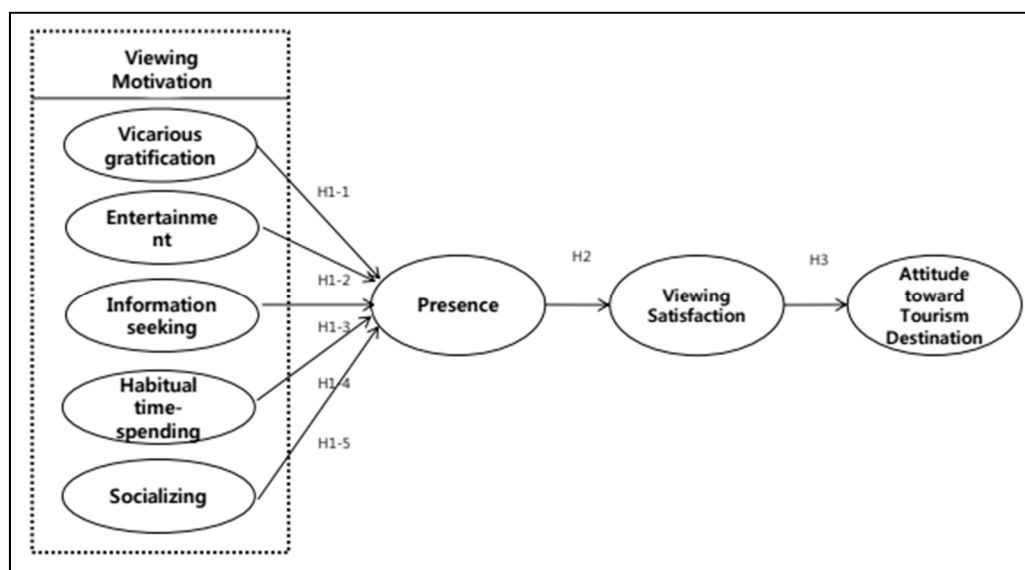 Viewing
Motivation
Vicarious
gratification
H1-1
Entertainme
nt
H1-2
Information
seeking
H1-3
Habitual
time-
spending
H1-4
Socializing
H1-5
Presence
H2
Viewing
Satisfaction
H3
Attitude
toward
Tourism
Destination